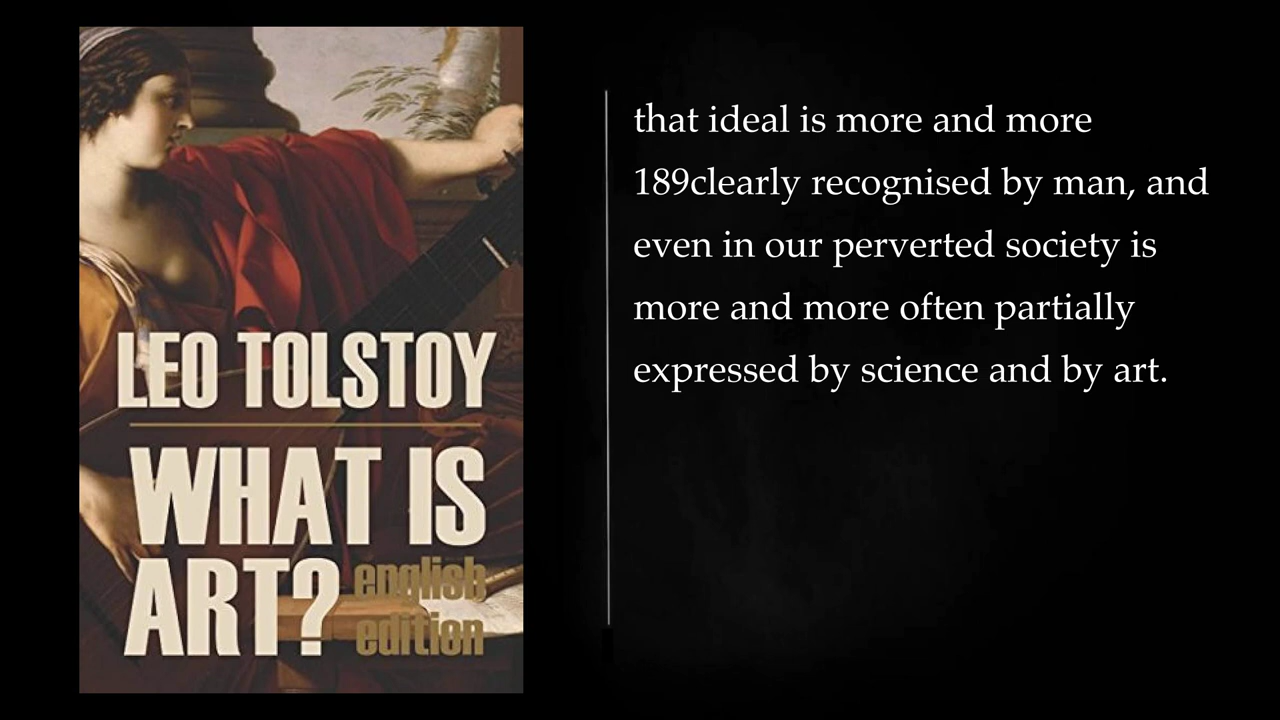 LEO TOLSTOY
WHAT IS
ART?
english
edition
that ideal is more and more
189clearly recognised by man, and
even in our perverted society is
more and more often partially
expressed by science and by art.